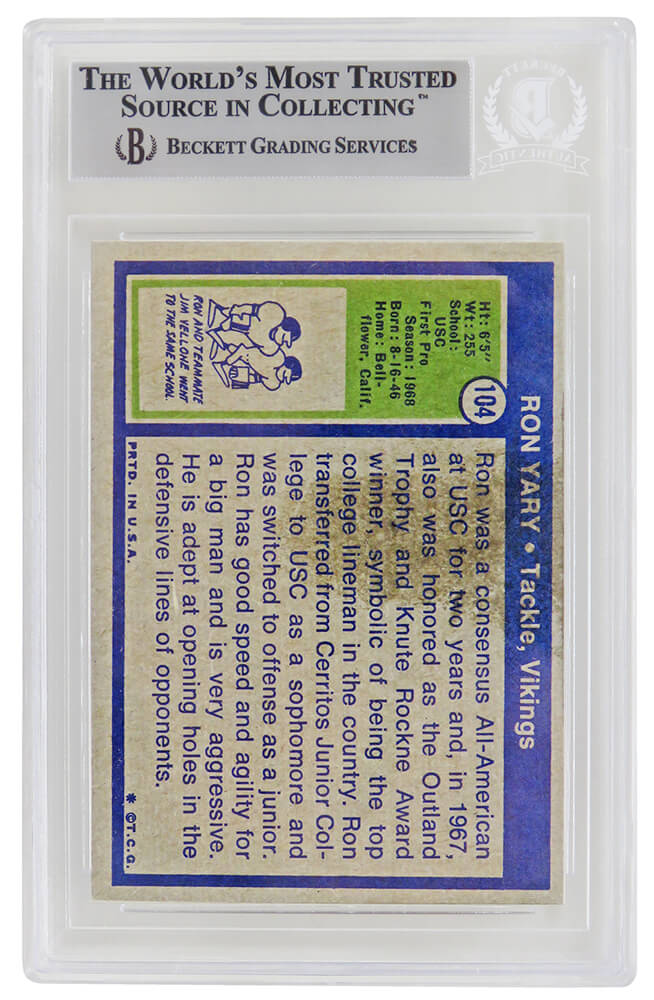 THE WORLD'S MOST TRUSTED
SOURCE IN COLLECTING™
B BECKETT GRADING SERVICES
BECKETT
B
AUTHENTIC
RON YARY • Tackle, Vikings
104
Ht: 6'5"
Wt: 255
School:
USC
First Pro
Season: 1968
Born: 8-16-46
Home: Bell-
flower, Calif.
RON AND TEAMMATE
JIM VELLONE WENT
TO THE SAME SCHOOL
Ron was a consensus All-American
at USC for two years and, in 1967,
also was honored as the Outland
Trophy and Knute Rockne Award
winner, symbolic of being the top
college lineman in the country. Ron
transferred from Cerritos Junior Col-
lege to USC as a sophomore and
was switched to offense as a junior.
Ron has good speed and agility for
a big man and is very aggressive.
He is adept at opening holes in the
defensive lines of opponents.
PRTD. IN U.S.A.
* ©T.C.G.